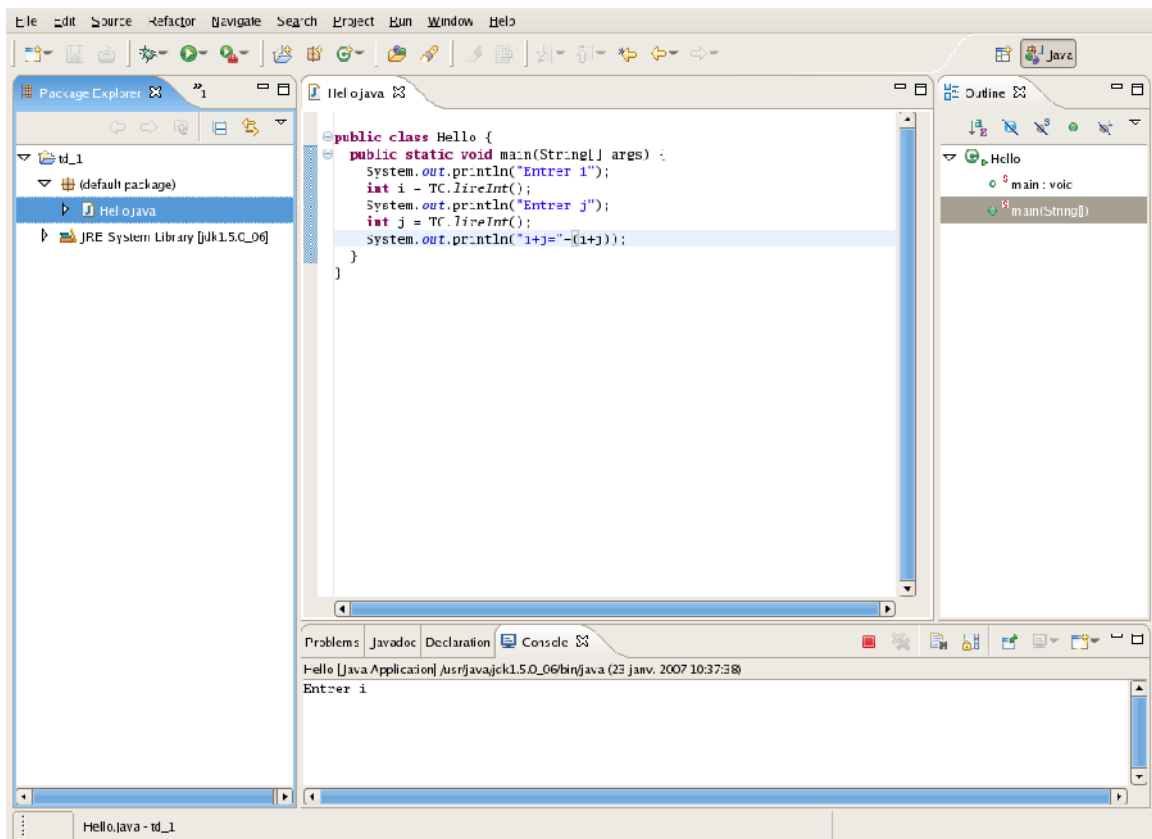 File Edit Source Refactor Navigate Search Project Run Window Help
Java
Package Explorer
»1
Hello.java
Outline
td_1
(default package)
Hello.java
JRE System Library [jdk1.5.0_06]
public class Hello {
public static void main(String[] args) {
System.out.println("Entrer i");
int i = TC.lireInt();
System.out.println("Entrer j");
int j = TC.lireInt();
System.out.println("i+j="+(i+j));
}
}
Hello
main : void
main(String[])
Problems Javadoc Declaration Console
Hello [Java Application] /usr/java/jdk1.5.0_06/bin/java (23 janv. 2007 10:37:38)
Entrer i
Hello.java - td_1